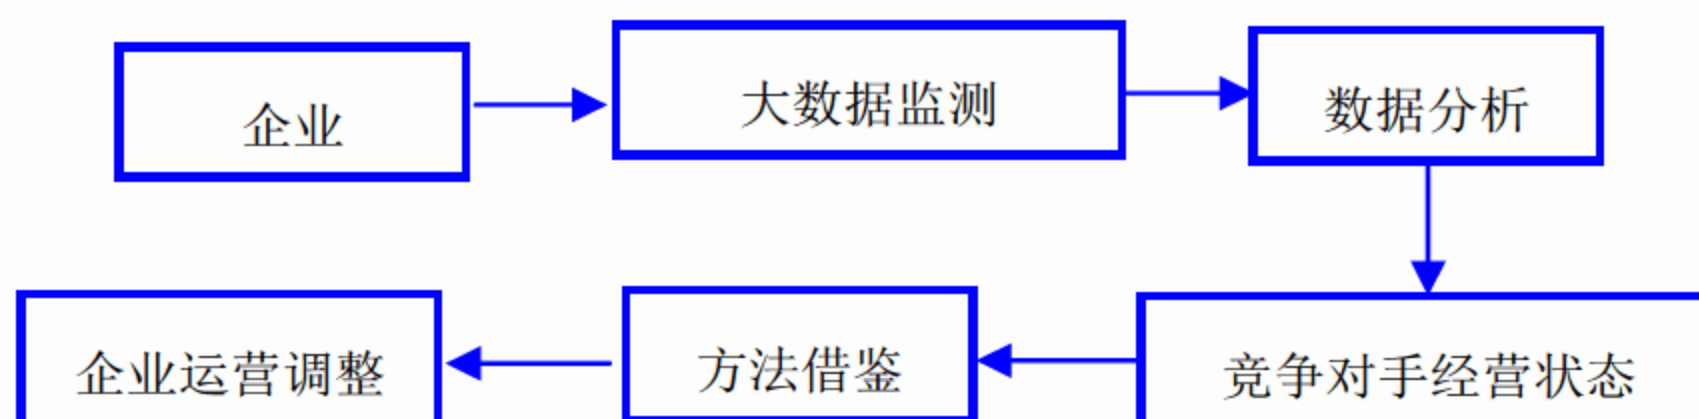 企业
大数据监测
数据分析
竞争对手经营状态
方法借鉴
企业运营调整